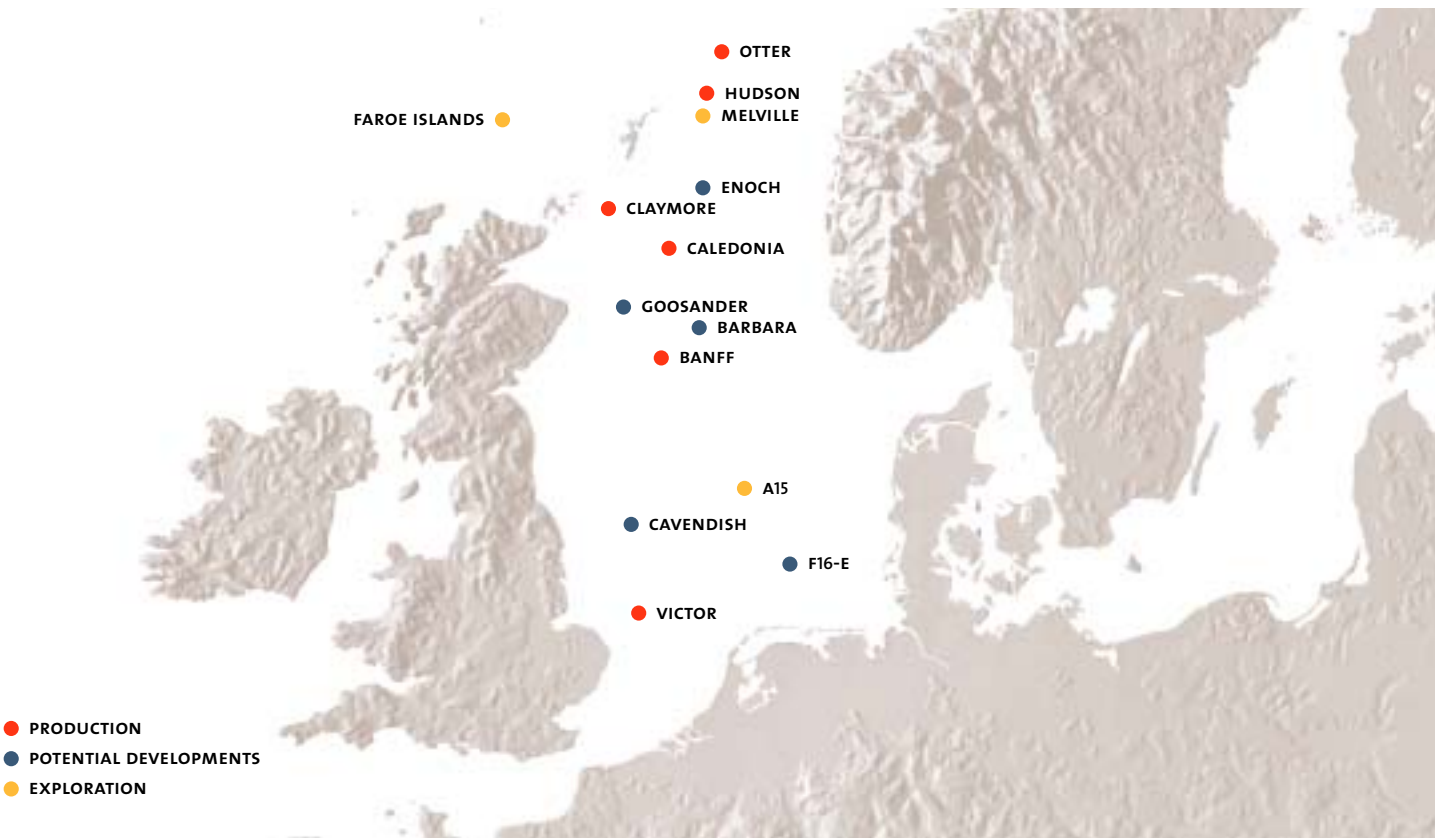 OTTER
HUDSON
MELVILLE
FAROE ISLANDS
ENOCH
CLAYMORE
CALEDONIA
GOOSANDER
BARBARA
BANFF
A15
CAVENDISH
F16-E
VICTOR
PRODUCTION
POTENTIAL DEVELOPMENTS
EXPLORATION